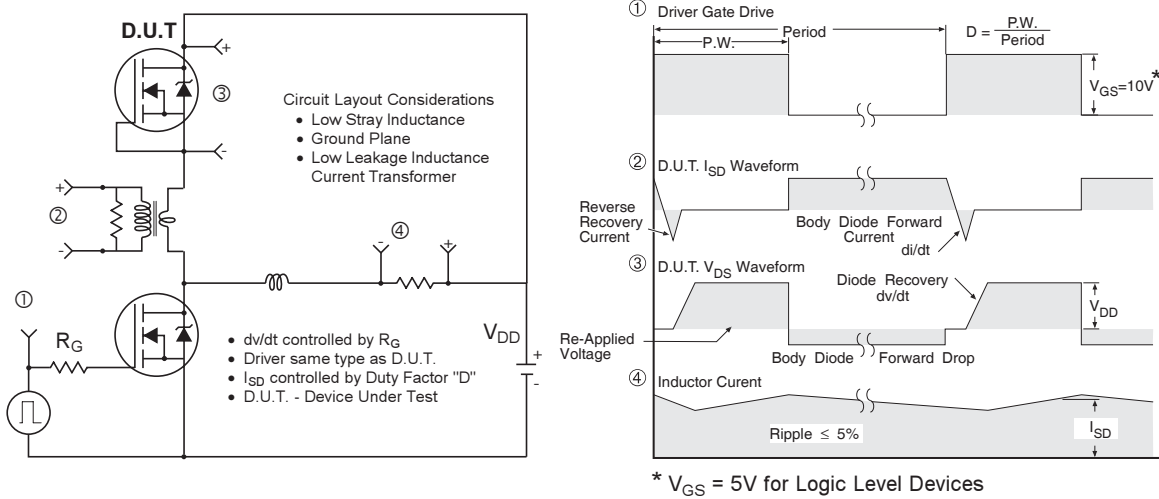 D.U.T
+
③
-
Circuit Layout Considerations
• Low Stray Inductance
• Ground Plane
• Low Leakage Inductance
Current Transformer
+
②
-
④
-
+
①
R_G
• dv/dt controlled by R_G
• Driver same type as D.U.T.
• I_SD controlled by Duty Factor "D"
• D.U.T. - Device Under Test
V_DD
+
-
① Driver Gate Drive
Period
P.W.
D = P.W. / Period
V_GS=10V*
② D.U.T. I_SD Waveform
Reverse
Recovery
Current
Body Diode Forward
Current
di/dt
③ D.U.T. V_DS Waveform
Diode Recovery
dv/dt
V_DD
Re-Applied
Voltage
Body Diode Forward Drop
④ Inductor Curent
Ripple ≤ 5%
I_SD
* V_GS = 5V for Logic Level Devices